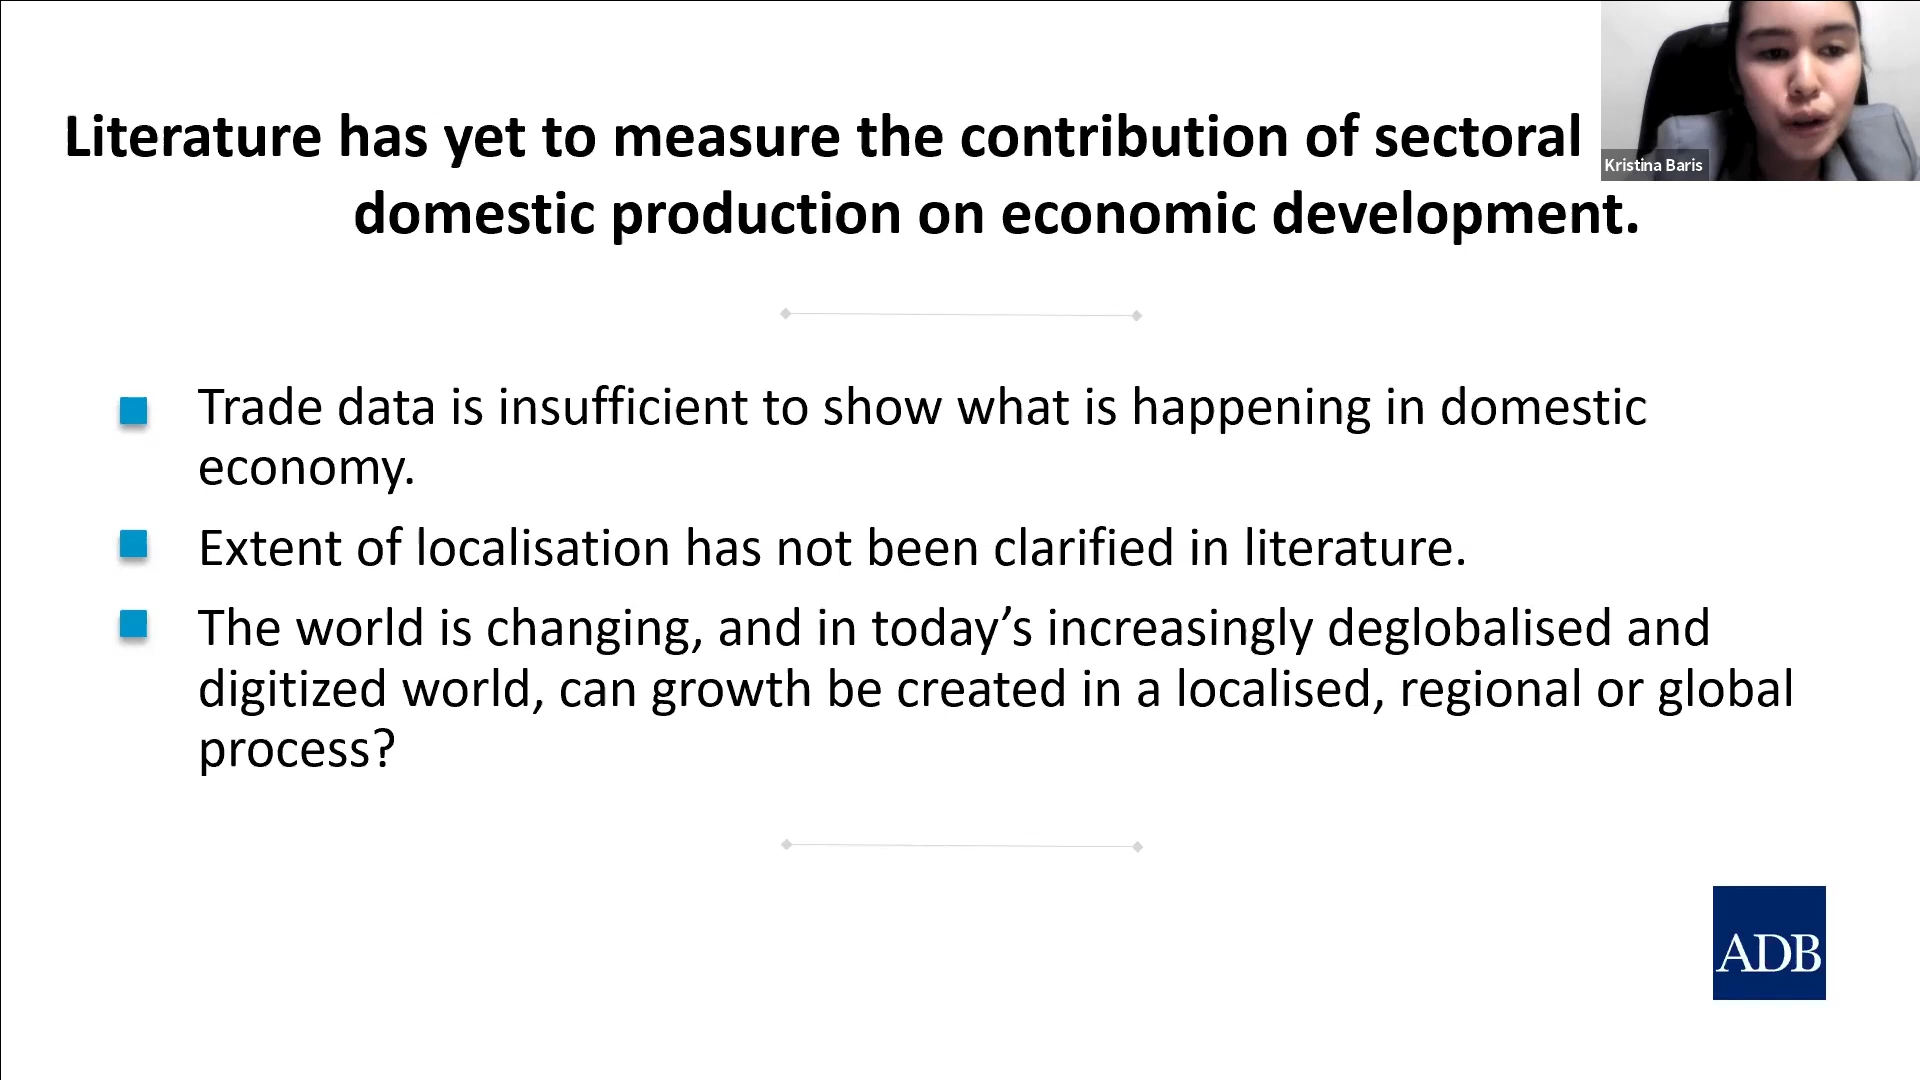 Literature has yet to measure the contribution of sectoral
domestic production on economic development.
Kristina Baris
Trade data is insufficient to show what is happening in domestic
economy.
Extent of localisation has not been clarified in literature.
The world is changing, and in today’s increasingly deglobalised and
digitized world, can growth be created in a localised, regional or global
process?
ADB